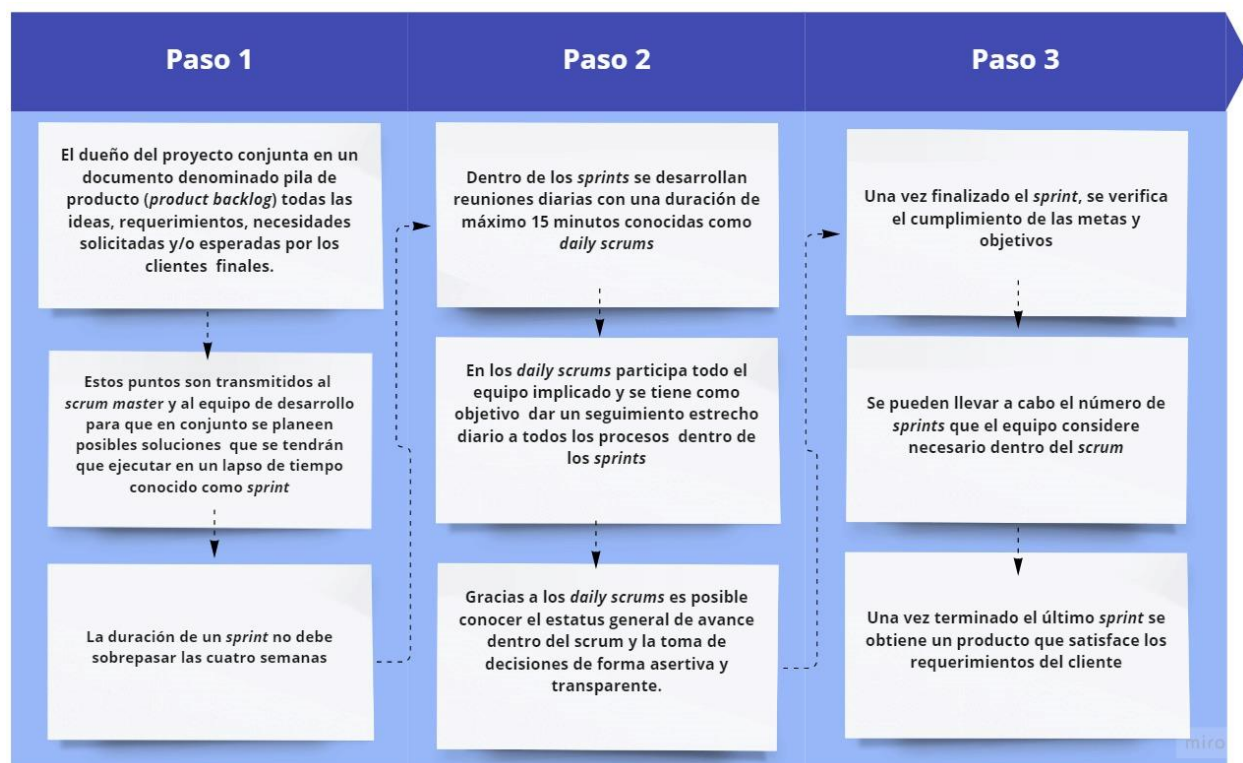 Paso 1
El dueño del proyecto conjunta en un
documento denominado pila de
producto (product backlog) todas las
ideas, requerimientos, necesidades
solicitadas y/o esperadas por los
clientes finales.
Estos puntos son transmitidos al
scrum master y al equipo de desarrollo
para que en conjunto se planeen
posibles soluciones que se tendrán
que ejecutar en un lapso de tiempo
conocido como sprint
La duración de un sprint no debe
sobrepasar las cuatro semanas
Paso 2
Dentro de los sprints se desarrollan
reuniones diarias con una duración de
máximo 15 minutos conocidas como
daily scrums
En los daily scrums participa todo el
equipo implicado y se tiene como
objetivo dar un seguimiento estrecho
diario a todos los procesos dentro de
los sprints
Gracias a los daily scrums es posible
conocer el estatus general de avance
dentro del scrum y la toma de
decisiones de forma asertiva y
transparente.
Paso 3
Una vez finalizado el sprint, se verifica
el cumplimiento de las metas y
objetivos
Se pueden llevar a cabo el número de
sprints que el equipo considere
necesario dentro del scrum
Una vez terminado el último sprint se
obtiene un producto que satisface los
requerimientos del cliente
miro